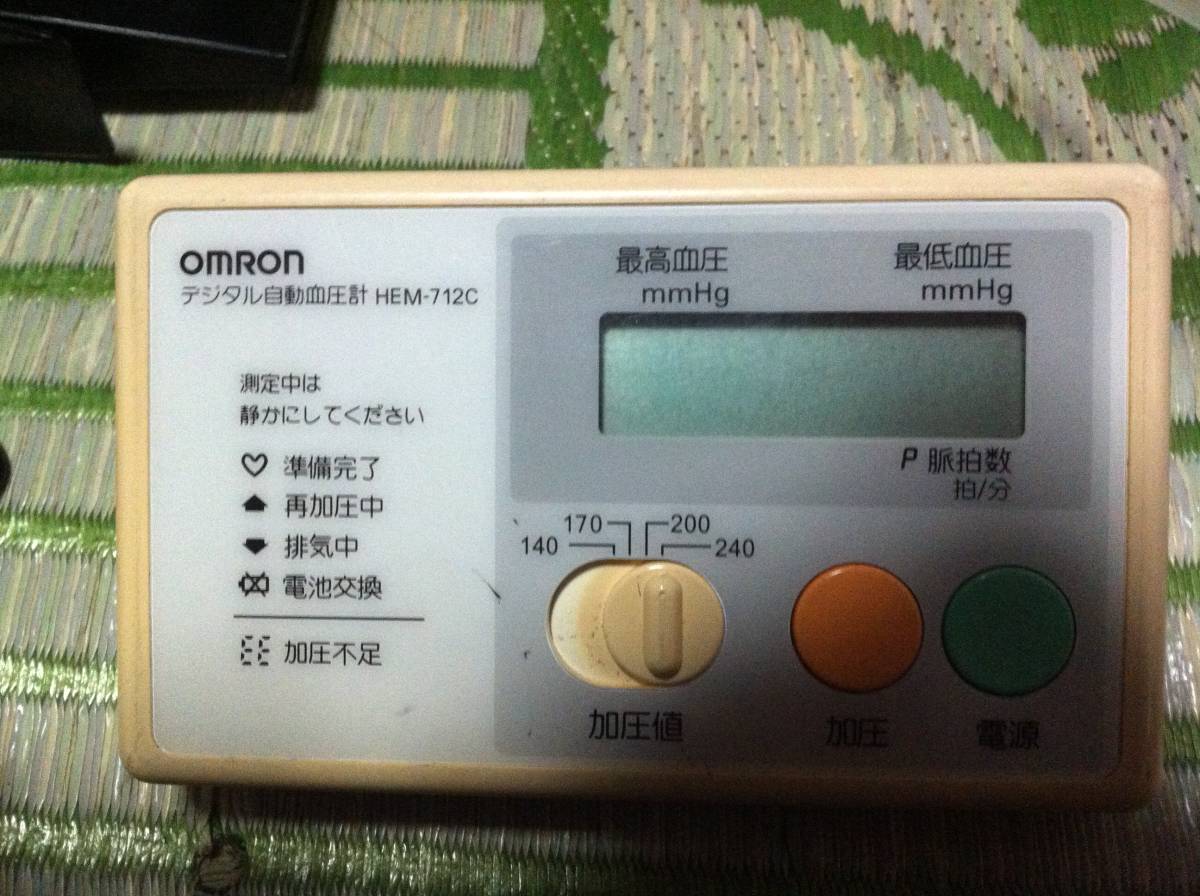 OMRON
デジタル自動血圧計 HEM-712C
測定中は
静かにしてください
準備完了
再加圧中
排気中
電池交換
EE 加圧不足
最高血圧
mmHg
最低血圧
mmHg
P 脈拍数
拍/分
170 200
140 240
加圧値
加圧
電源